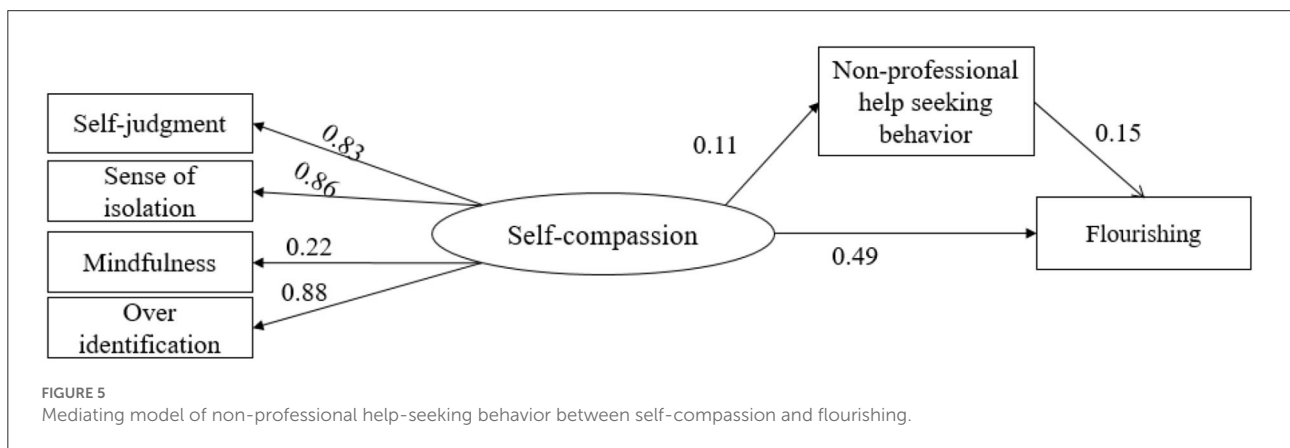 Self-judgment
Sense of
isolation
Mindfulness
Over
identification
0.83
0.86
0.22
0.88
Self-compassion
0.11
Non-professional
help seeking
behavior
0.15
0.49
Flourishing
FIGURE 5
Mediating model of non-professional help-seeking behavior between self-compassion and flourishing.